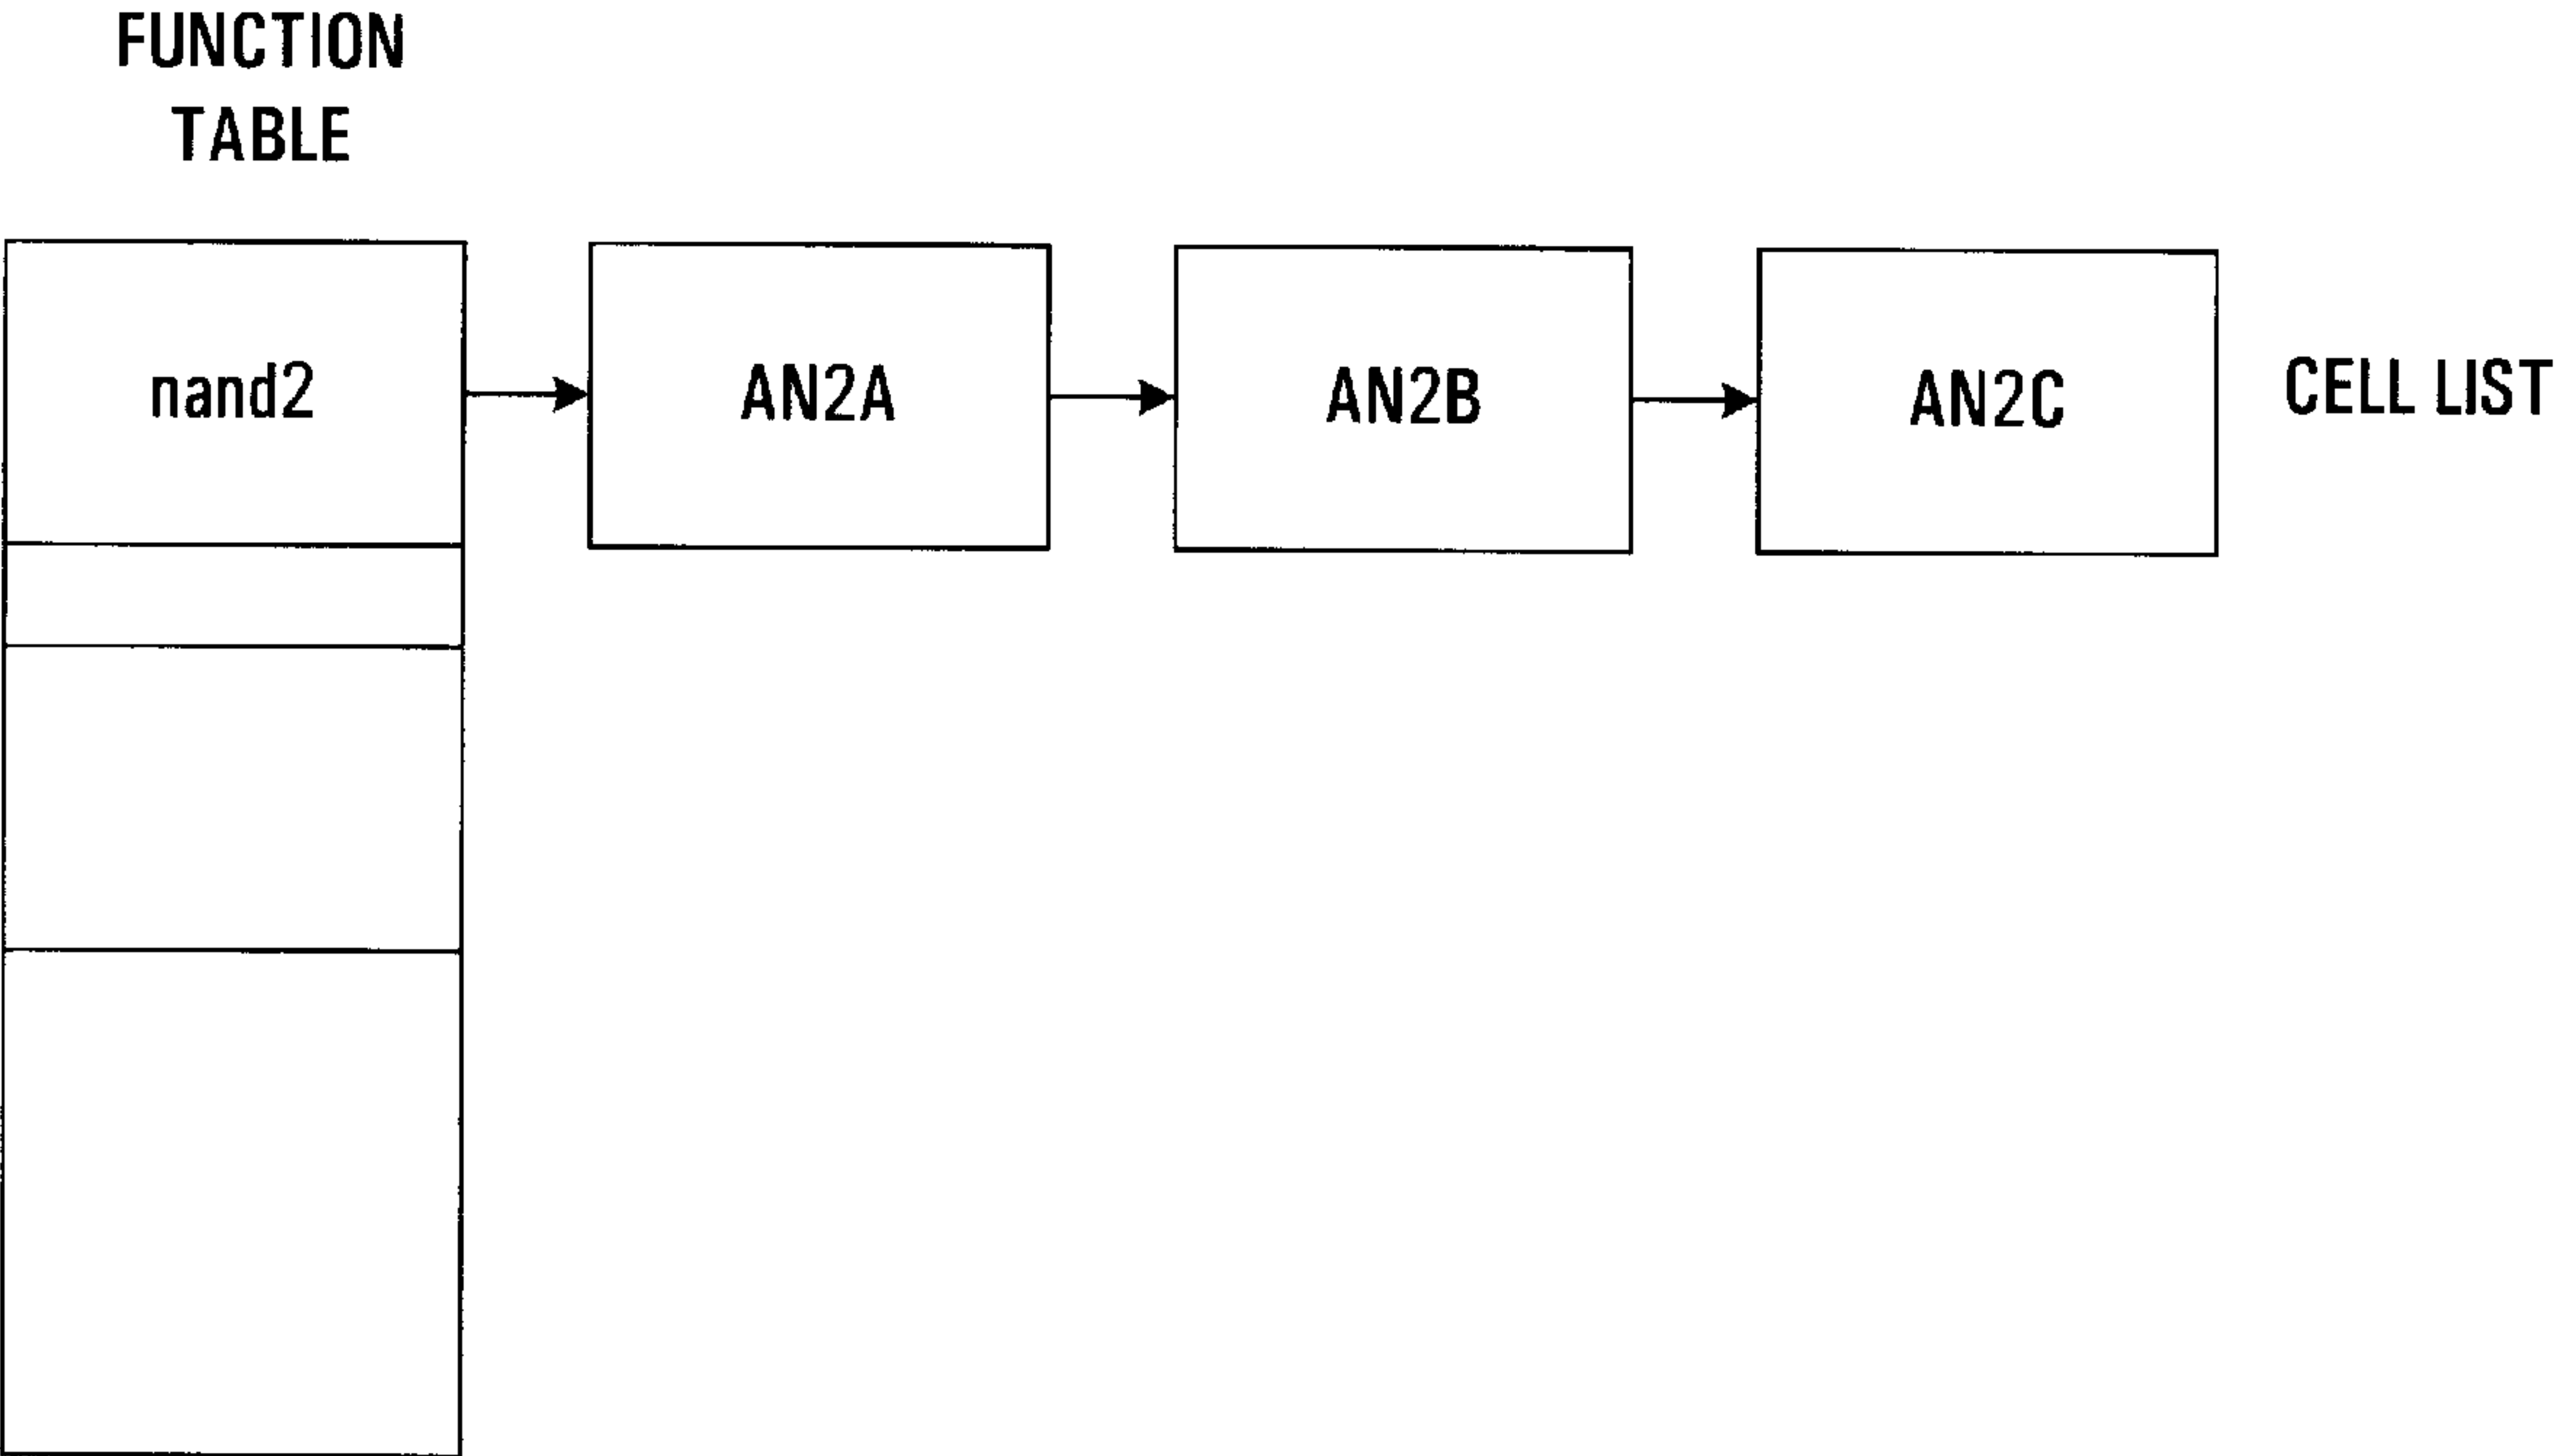 FUNCTION
TABLE
nand2
AN2A
AN2B
AN2C
CELL LIST